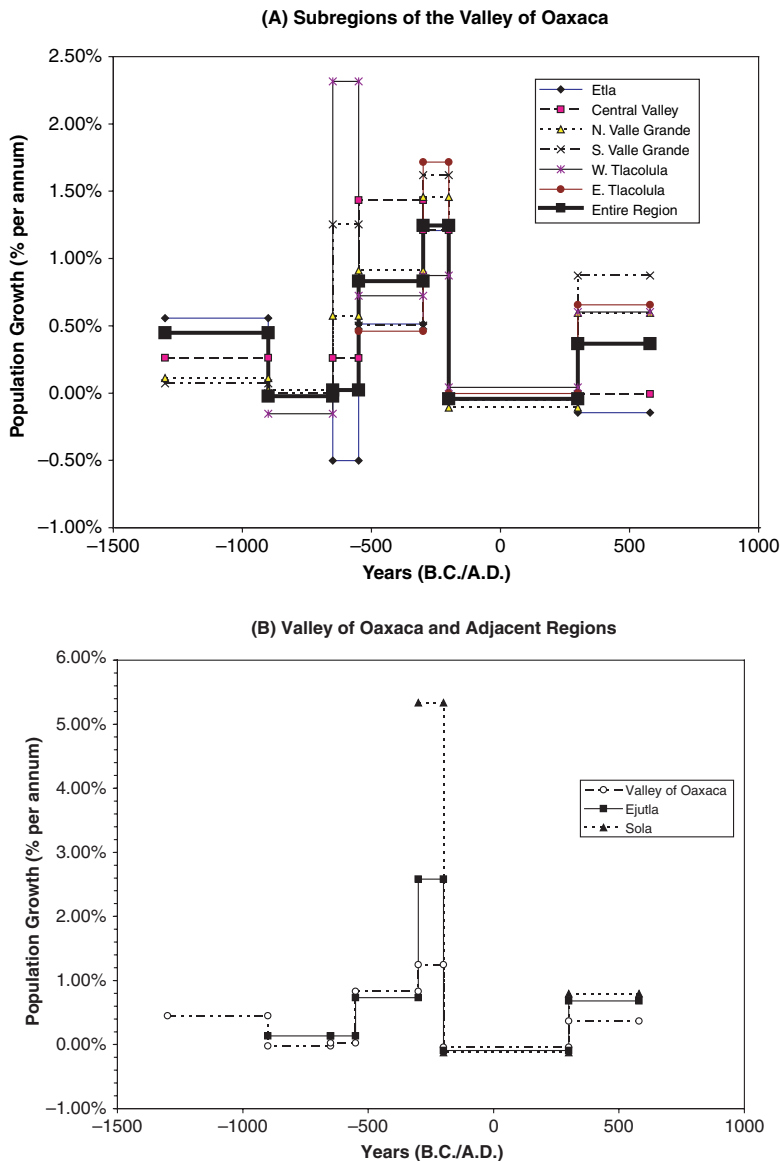 (A) Subregions of the Valley of Oaxaca
2.50%
2.00%
1.50%
1.00%
0.50%
0.00%
−0.50%
−1.00%
Population Growth (% per annum)
Etla
Central Valley
N. Valle Grande
S. Valle Grande
W. Tlacolula
E. Tlacolula
Entire Region
−1500 −1000 −500 0 500 1000
Years (B.C./A.D.)
(B) Valley of Oaxaca and Adjacent Regions
6.00%
5.00%
4.00%
3.00%
2.00%
1.00%
0.00%
−1.00%
Population Growth (% per annum)
Valley of Oaxaca
Ejutla
Sola
−1500 −1000 −500 0 500 1000
Years (B.C./A.D.)